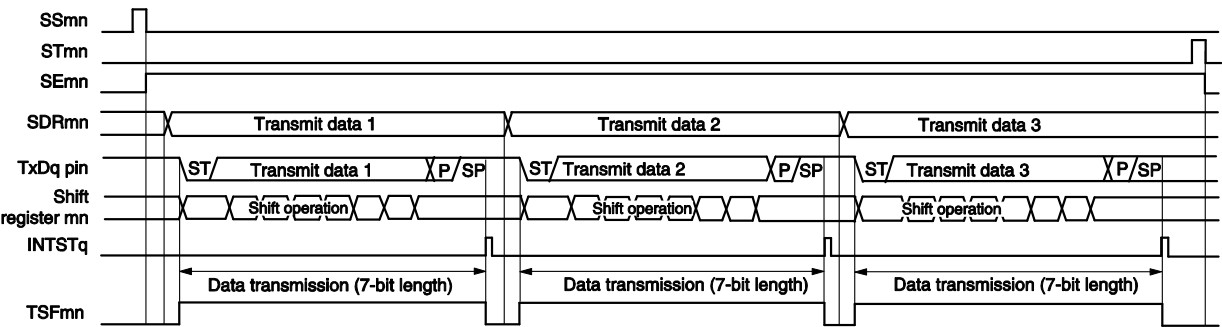 SSmn
STmn
SEmn
SDRmn Transmit data 1 Transmit data 2 Transmit data 3
TxDq pin ST Transmit data 1 P SP ST Transmit data 2 P SP ST Transmit data 3 P SP
Shift
register mn Shift operation Shift operation Shift operation
INTSTq
Data transmission (7-bit length) Data transmission (7-bit length) Data transmission (7-bit length)
TSFmn